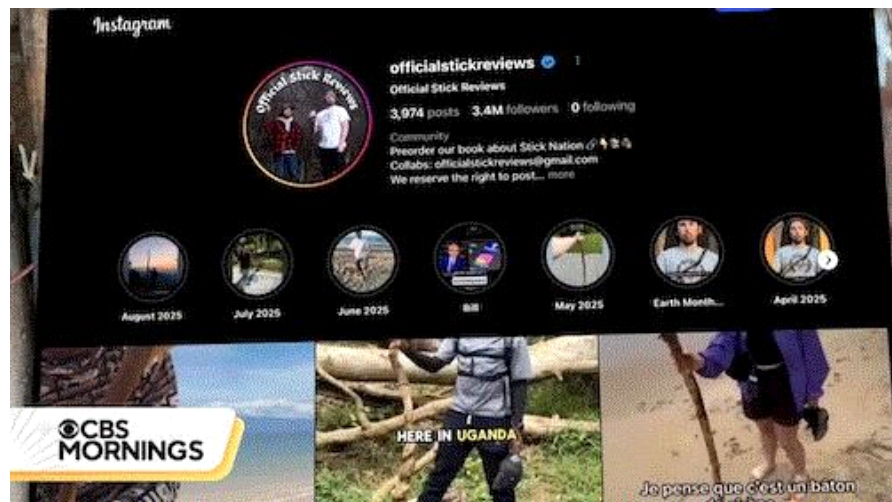 Instagram
officialstickreviews
Official Stick Reviews
Official Stick Reviews
3,974 posts 3.4M followers 0 following
Community
Preorder our book about Stick Nation
Collabs: officialstickreviews@gmail.com
We reserve the right to post... more
August 2025
July 2025
June 2025
Bill
May 2025
Earth Month...
April 2025
CBS
MORNINGS
HERE IN UGANDA
Je pense que c'est un baton